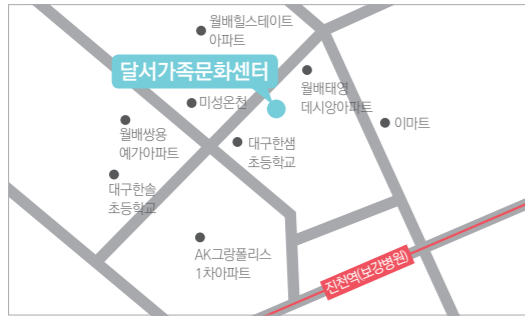 월배힐스테이트
아파트
달서가족문화센터
미성온천
월배태영
데시앙아파트
이마트
월배쌍용
예가아파트
대구한샘
초등학교
대구한솔
초등학교
AK그랑폴리스
1차아파트
진천역(보강병원)